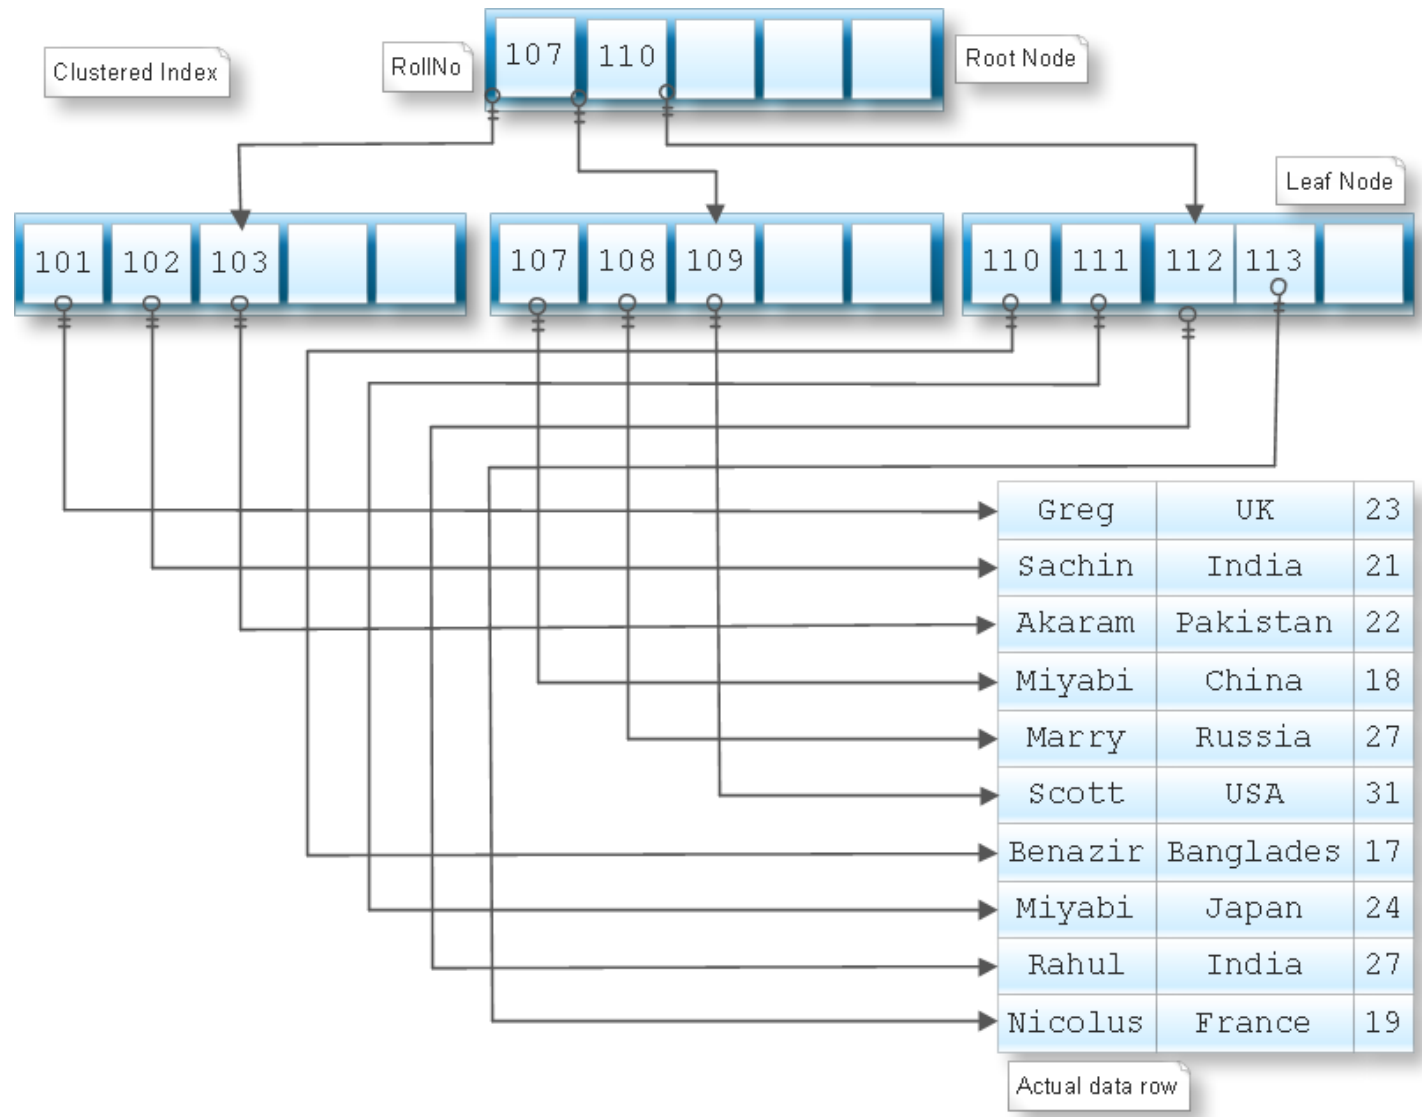 Clustered Index
RollNo
107 110
Root Node
Leaf Node
101 102 103
107 108 109
110 111 112 113
Greg UK 23
Sachin India 21
Akaram Pakistan 22
Miyabi China 18
Marry Russia 27
Scott USA 31
Benazir Banglades 17
Miyabi Japan 24
Rahul India 27
Nicolus France 19
Actual data row